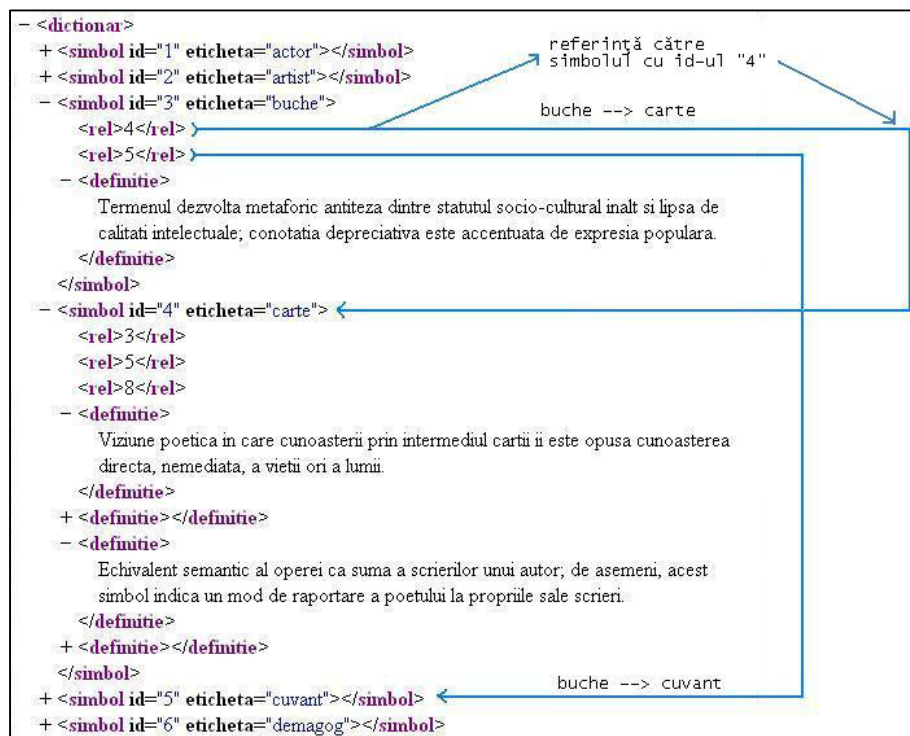 − <dictionar>
+ <simbol id="1" eticheta="actor"></simbol>
+ <simbol id="2" eticheta="artist"></simbol>
referinţă către
simbolul cu id-ul "4"
− <simbol id="3" eticheta="buche">
<rel>4</rel>
buche --> carte
<rel>5</rel>
− <definitie>
Termenul dezvolta metaforic antiteza dintre statutul socio-cultural inalt si lipsa de
calitati intelectuale; conotatia depreciativa este accentuata de expresia populara.
</definitie>
</simbol>
− <simbol id="4" eticheta="carte">
<rel>3</rel>
<rel>5</rel>
<rel>8</rel>
− <definitie>
Viziune poetica in care cunoasterii prin intermediul cartii ii este opusa cunoasterea
directa, nemediata, a vietii ori a lumii.
</definitie>
+ <definitie></definitie>
− <definitie>
Echivalent semantic al operei ca suma a scrierilor unui autor; de asemeni, acest
simbol indica un mod de raportare a poetului la propriile sale scrieri.
</definitie>
+ <definitie></definitie>
</simbol>
buche --> cuvant
+ <simbol id="5" eticheta="cuvant"></simbol>
+ <simbol id="6" eticheta="demagog"></simbol>